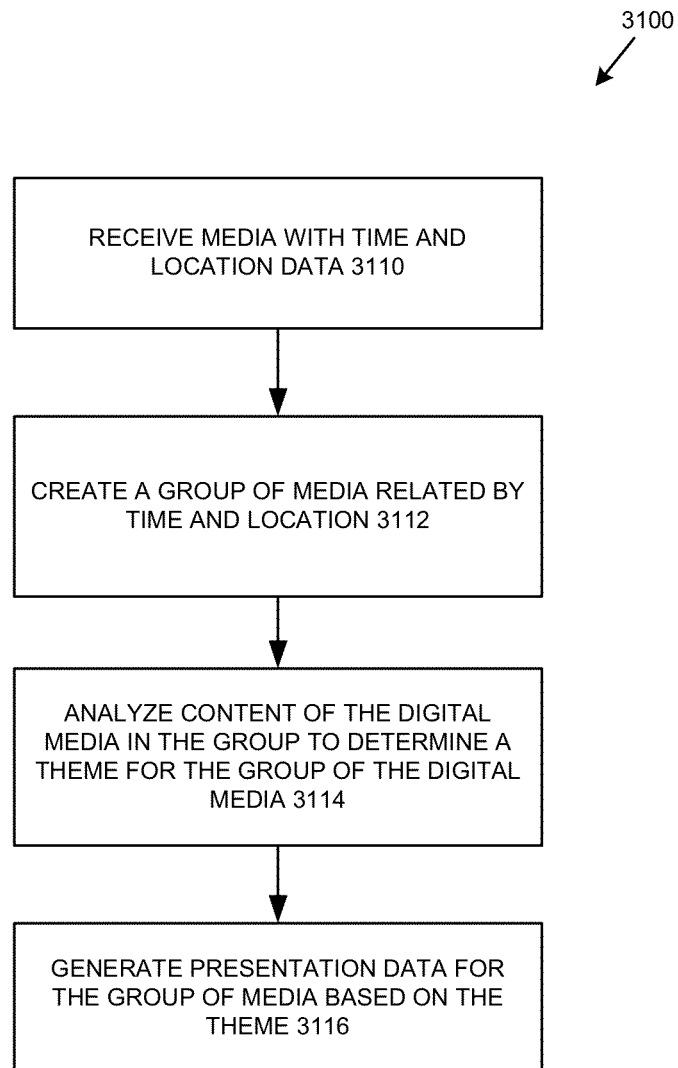 3100
RECEIVE MEDIA WITH TIME AND
LOCATION DATA 3110
CREATE A GROUP OF MEDIA RELATED BY
TIME AND LOCATION 3112
ANALYZE CONTENT OF THE DIGITAL
MEDIA IN THE GROUP TO DETERMINE A
THEME FOR THE GROUP OF THE DIGITAL
MEDIA 3114
GENERATE PRESENTATION DATA FOR
THE GROUP OF MEDIA BASED ON THE
THEME 3116